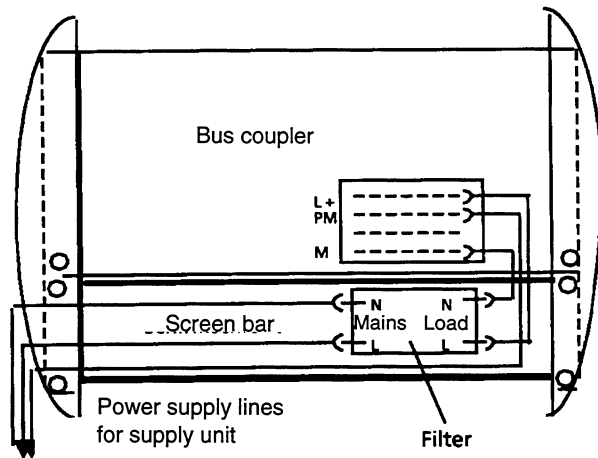 Bus coupler
L +
PM
M
N N
Mains Load
L L
Screen bar
Power supply lines
for supply unit
Filter